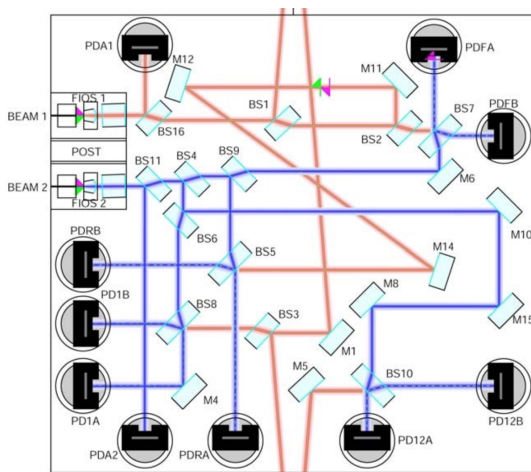 PDA1
M12
PDFA
M11
FIOS 1
BEAM 1
BS16
BS1
BS2
BS7
PDFB
POST
BS11
BS4
BS9
M6
BEAM 2
FIOS 2
M10
BS6
PDRB
BS5
M14
M8
PD1B
BS8
BS3
M15
M1
M5
BS10
PD1A
M4
PD12B
PDA2
PDRA
PD12A